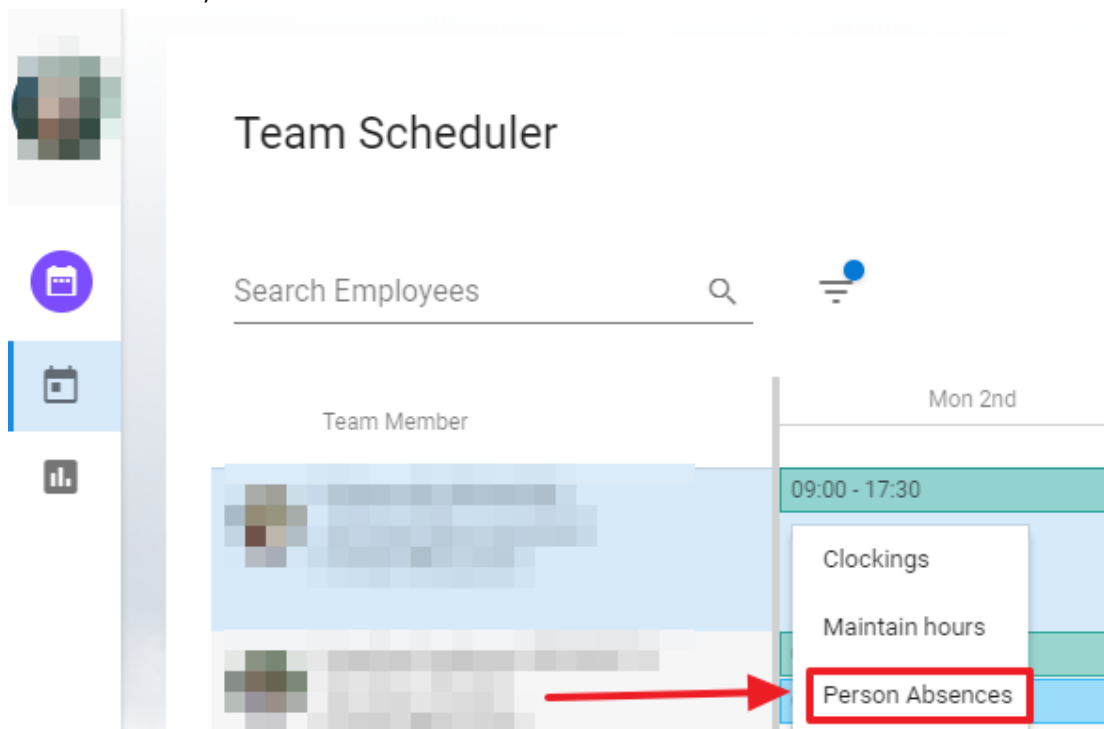 Team Scheduler
Search Employees
Team Member
Mon 2nd
09:00 - 17:30
Clockings
Maintain hours
Person Absences